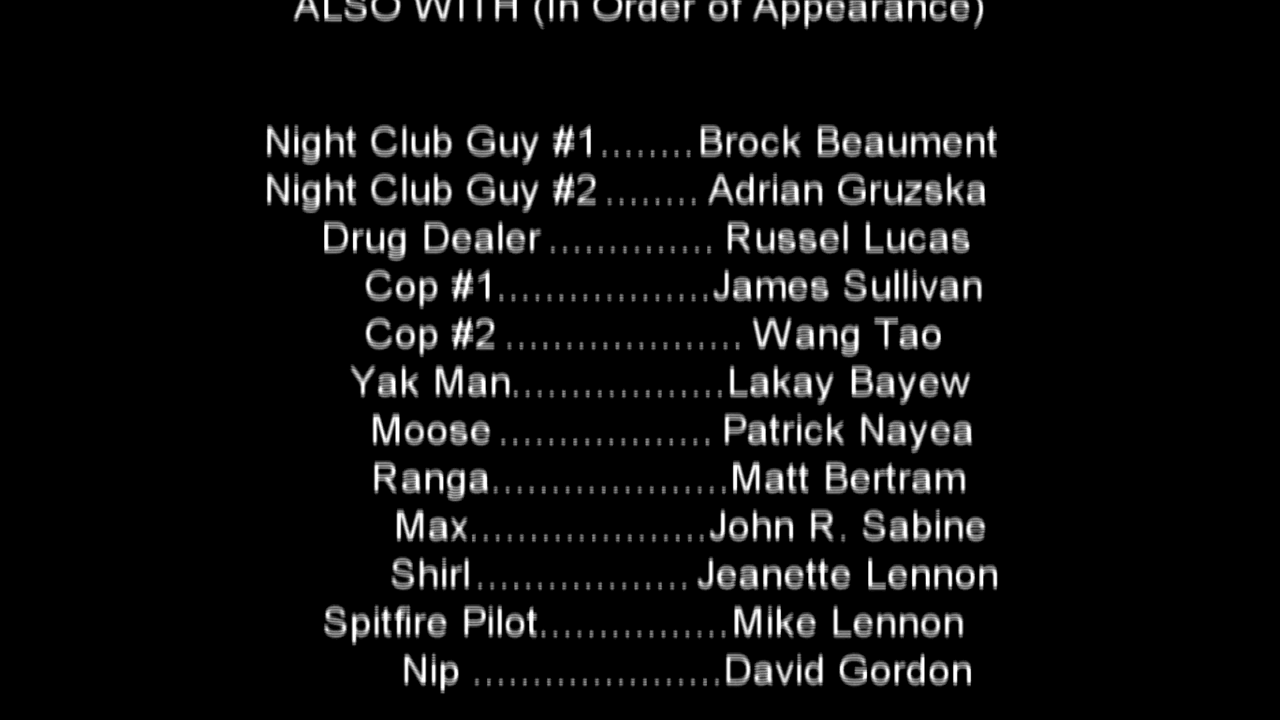 ALSO WITH (In Order of Appearance)
Night Club Guy #1........Brock Beaument
Night Club Guy #2........ Adrian Gruzska
Drug Dealer.............. Russel Lucas
Cop #1..................James Sullivan
Cop #2.................... Wang Tao
Yak Man..................Lakay Bayew
Moose.................. Patrick Nayea
Ranga....................Matt Bertram
Max....................John R. Sabine
Shirl.................. Jeanette Lennon
Spitfire Pilot................Mike Lennon
Nip .....................David Gordon